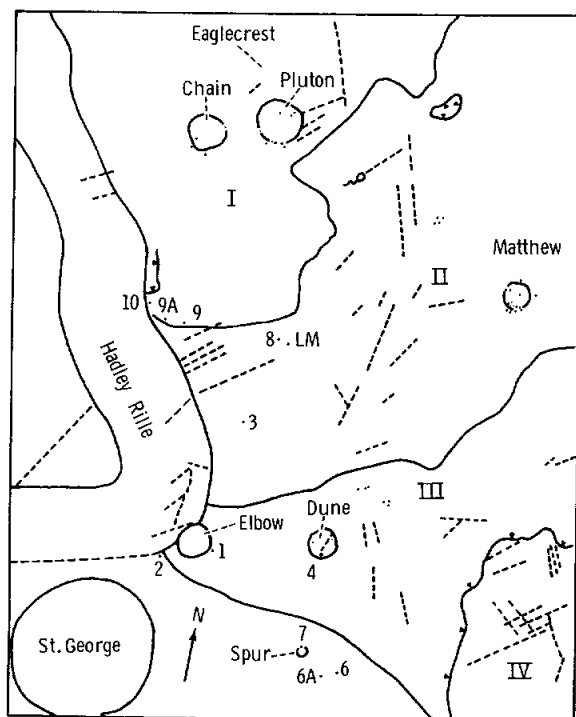 Eaglecrest
Pluton
Chain
I
II
Matthew
10
9A
9
8
LM
Hadley Rille
3
III
Elbow
Dune
1
2
4
N
St. George
7
Spur
6A
6
IV